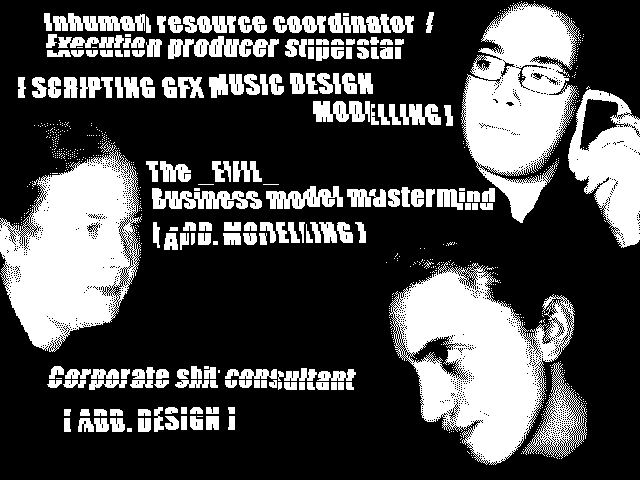 Inhuman resource coordinator /
Execution producer superstar
[ SCRIPTING GFX MUSIC DESIGN
MODELLING ]
The _EVIL_
Business model mastermind
[ ADD. MODELLING ]
Corporate shit consultant
[ ADD. DESIGN ]